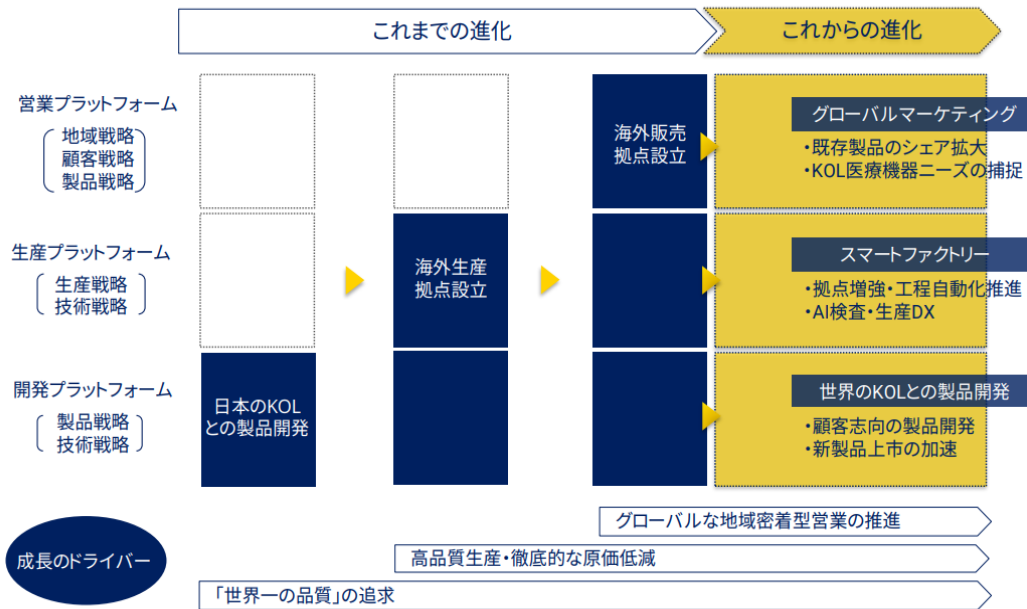 これまでの進化
これからの進化
営業プラットフォーム
地域戦略
顧客戦略
製品戦略
海外販売
拠点設立
グローバルマーケティング
・既存製品のシェア拡大
・KOL医療機器ニーズの捕捉
生産プラットフォーム
生産戦略
技術戦略
海外生産
拠点設立
スマートファクトリー
・拠点増強・工程自動化推進
・AI検査・生産DX
開発プラットフォーム
製品戦略
技術戦略
日本のKOL
との製品開発
世界のKOLとの製品開発
・顧客志向の製品開発
・新製品上市の加速
成長のドライバー
グローバルな地域密着型営業の推進
高品質生産・徹底的な原価低減
「世界一の品質」の追求